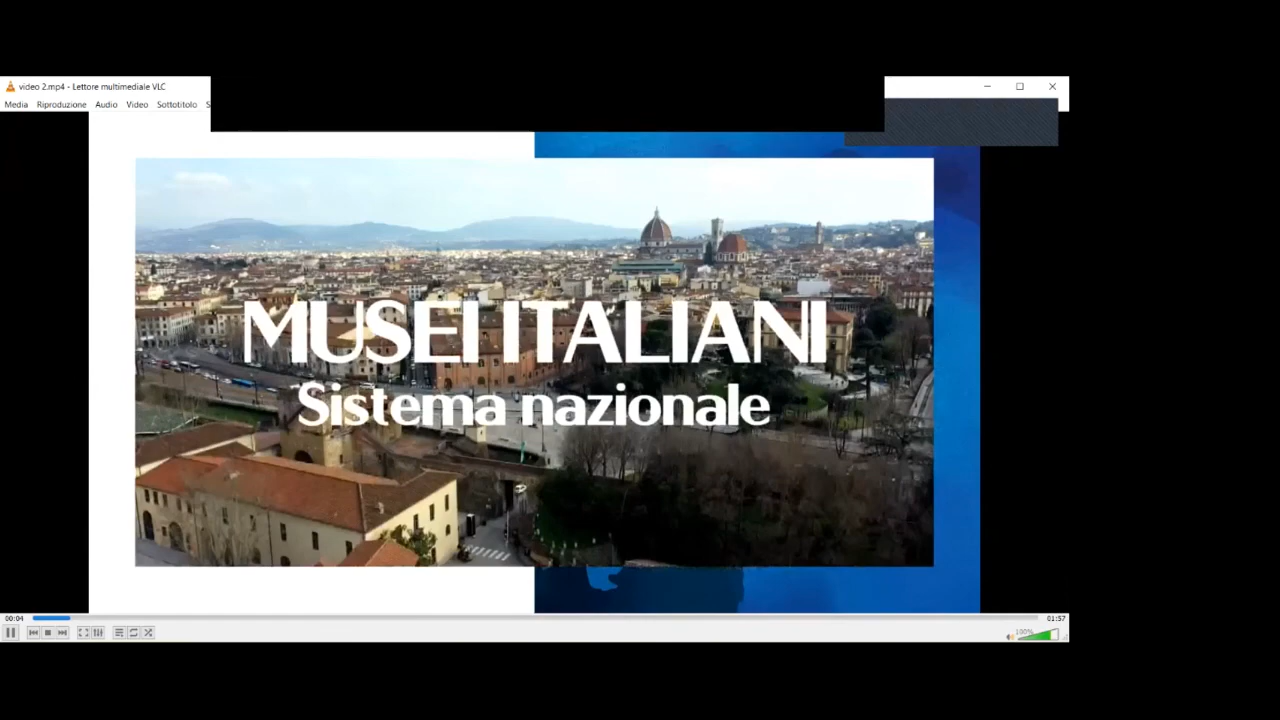 video 2.mp4 - Lettore multimediale VLC
Media Riproduzione Audio Video Sottotitolo S
MUSEI ITALIANI
Sistema nazionale
00:04
01:57
100%